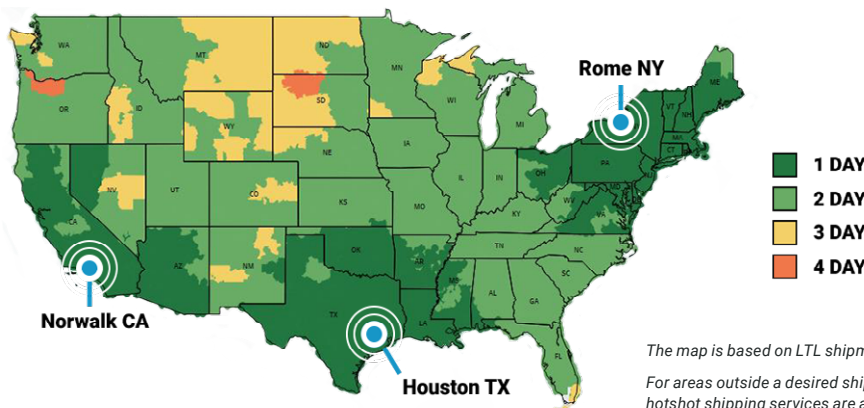 WA
MT
ND
MN
OR
ID
SD
WI
MI
WY
NE
IA
NV
UT
CO
KS
MO
IL
IN
OH
PA
KY
WV
VA
MD
NJ
ME
VT
NH
MA
CT
CA
AZ
NM
OK
AR
TN
NC
SC
TX
LA
MS
AL
GA
FL
Rome NY
Norwalk CA
Houston TX
1 DAY
2 DAY
3 DAY
4 DAY
The map is based on LTL shipm
For areas outside a desired ship
hotshot shipping services are a